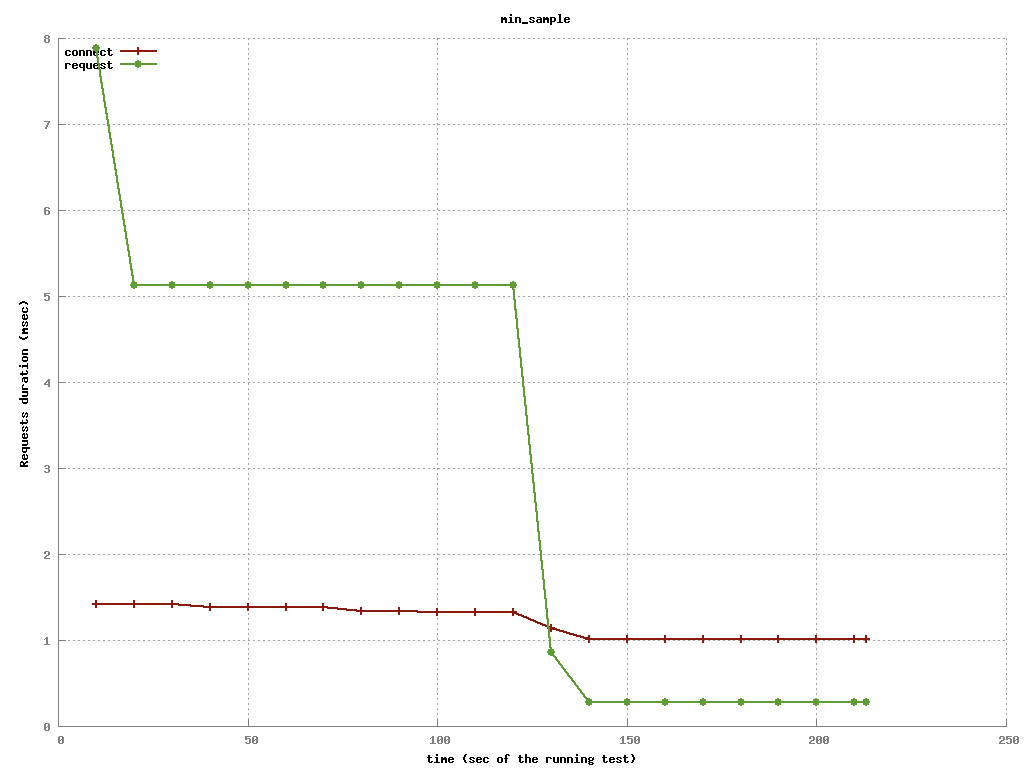 min_sample
connect
request
8
7
6
5
4
3
2
1
0
Requests duration (msec)
0 50 100 150 200 250
time (sec of the running test)